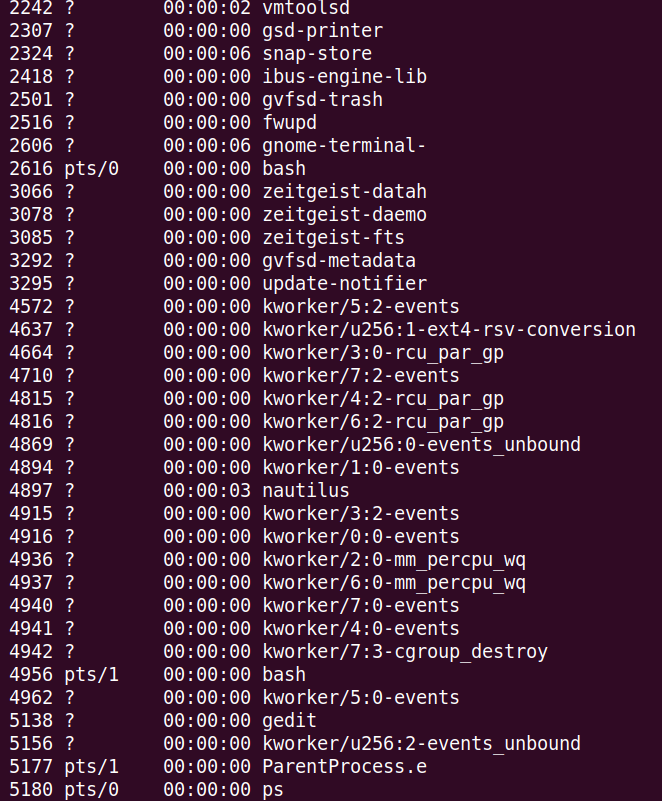 2242 ? 00:00:02 vmtoolsd
2307 ? 00:00:00 gsd-printer
2324 ? 00:00:06 snap-store
2418 ? 00:00:00 ibus-engine-lib
2501 ? 00:00:00 gvfsd-trash
2516 ? 00:00:00 fwupd
2606 ? 00:00:06 gnome-terminal-
2616 pts/0 00:00:00 bash
3066 ? 00:00:00 zeitgeist-datah
3078 ? 00:00:00 zeitgeist-daemo
3085 ? 00:00:00 zeitgeist-fts
3292 ? 00:00:00 gvfsd-metadata
3295 ? 00:00:00 update-notifier
4572 ? 00:00:00 kworker/5:2-events
4637 ? 00:00:00 kworker/u256:1-ext4-rsv-conversion
4664 ? 00:00:00 kworker/3:0-rcu_par_gp
4710 ? 00:00:00 kworker/7:2-events
4815 ? 00:00:00 kworker/4:2-rcu_par_gp
4816 ? 00:00:00 kworker/6:2-rcu_par_gp
4869 ? 00:00:00 kworker/u256:0-events_unbound
4894 ? 00:00:00 kworker/1:0-events
4897 ? 00:00:03 nautilus
4915 ? 00:00:00 kworker/3:2-events
4916 ? 00:00:00 kworker/0:0-events
4936 ? 00:00:00 kworker/2:0-mm_percpu_wq
4937 ? 00:00:00 kworker/6:0-mm_percpu_wq
4940 ? 00:00:00 kworker/7:0-events
4941 ? 00:00:00 kworker/4:0-events
4942 ? 00:00:00 kworker/7:3-cgroup_destroy
4956 pts/1 00:00:00 bash
4962 ? 00:00:00 kworker/5:0-events
5138 ? 00:00:00 gedit
5156 ? 00:00:00 kworker/u256:2-events_unbound
5177 pts/1 00:00:00 ParentProcess.e
5180 pts/0 00:00:00 ps